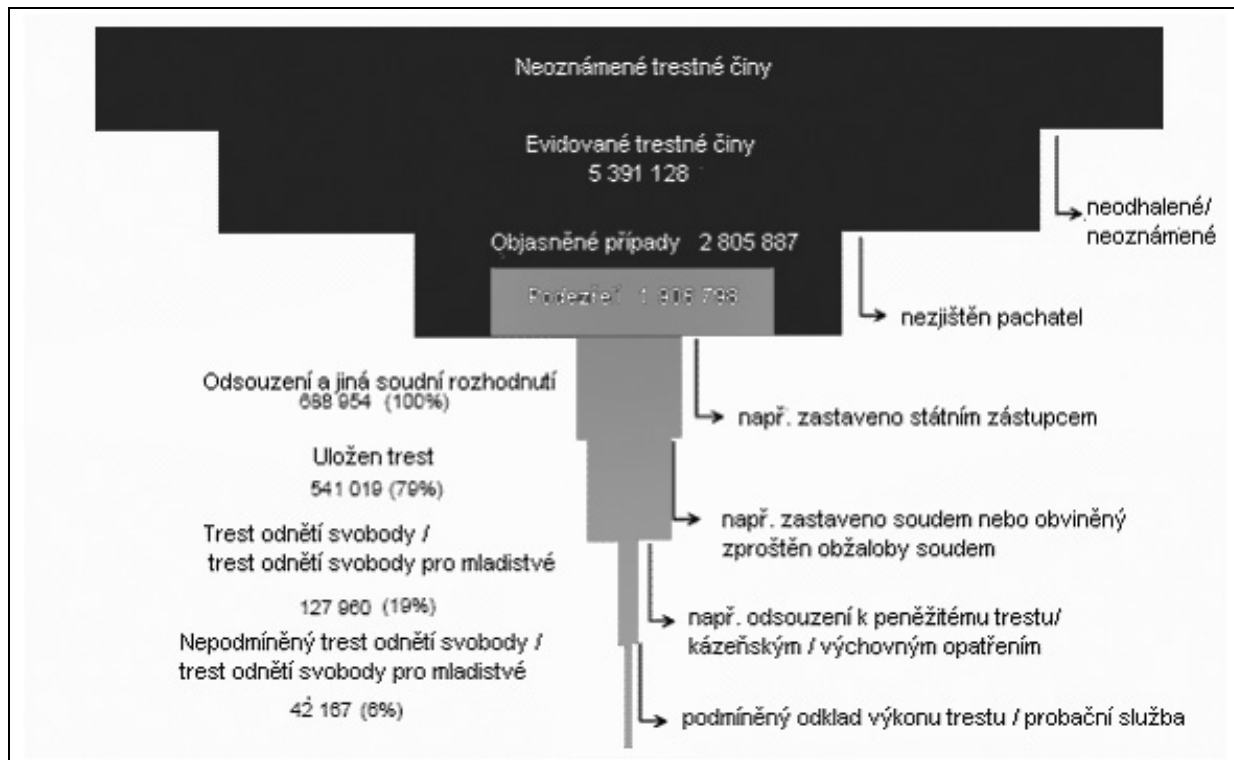 Neoznámené trestné činy
Evidované trestné činy
5 391 128
neodhalené/
neoznámené
Objasněné případy 2 805 887
nezjištěn pachatel
Odsouzení a jiná soudní rozhodnutí
688 954 (100%)
např. zastaveno státním zástupcem
Uložen trest
541 019 (79%)
např. zastaveno soudem nebo obviněný
zproštěn obžaloby soudem
Trest odnětí svobody /
trest odnětí svobody pro mladistvé
127 960 (19%)
např. odsouzení k peněžitému trestu/
kázeňským / výchovným opatřením
Nepodmíněný trest odnětí svobody /
trest odnětí svobody pro mladistvé
42 167 (6%)
podmíněný odklad výkonu trestu / probační služba